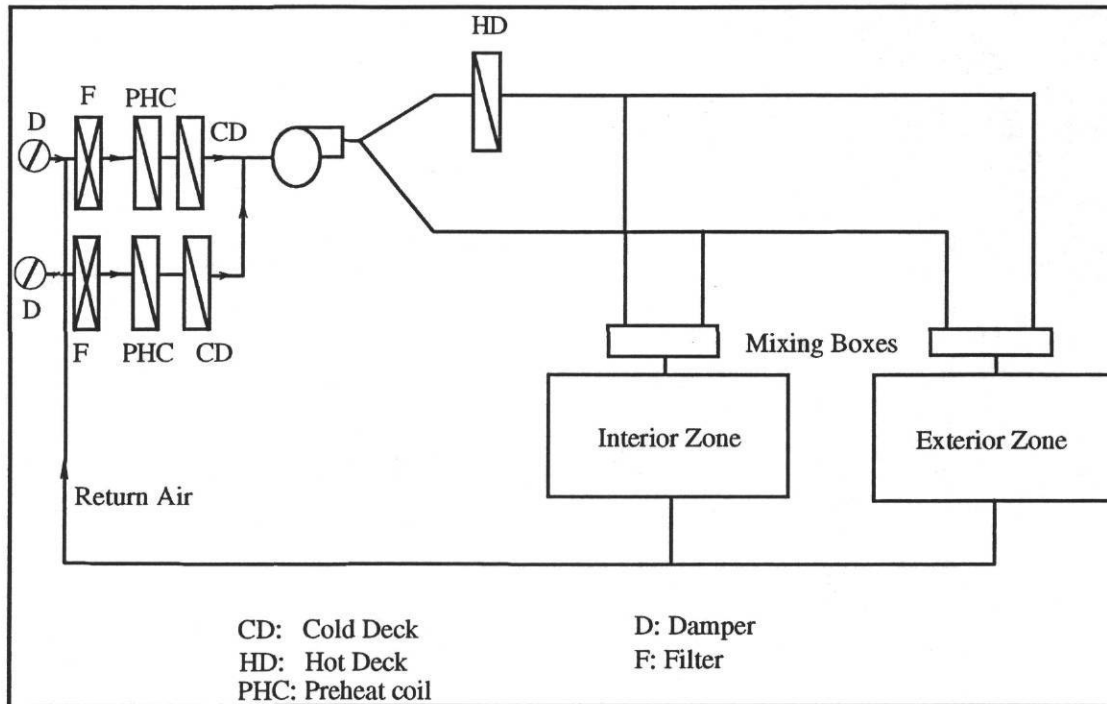 HD
F
PHC
D
CD
D
F
PHC
CD
Mixing Boxes
Interior Zone
Exterior Zone
Return Air
CD: Cold Deck
D: Damper
HD: Hot Deck
F: Filter
PHC: Preheat coil